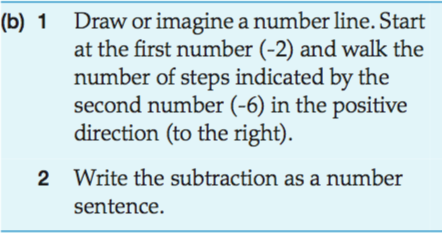 (b) 1 Draw or imagine a number line. Start
at the first number (-2) and walk the
number of steps indicated by the
second number (-6) in the positive
direction (to the right).
2 Write the subtraction as a number
sentence.